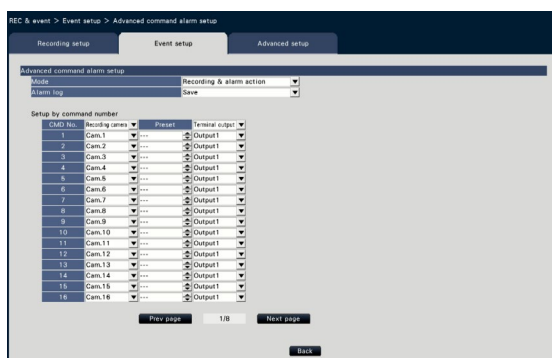 REC & event > Event setup > Advanced command alarm setup
Recording setup Event setup Advanced setup
Advanced command alarm setup
Mode Recording & alarm action
Alarm log Save
Setup by command number
CMD No. Recording camera Preset Terminal output
1 Cam.1 --- Output1
2 Cam.2 --- Output1
3 Cam.3 --- Output1
4 Cam.4 --- Output1
5 Cam.5 --- Output1
6 Cam.6 --- Output1
7 Cam.7 --- Output1
8 Cam.8 --- Output1
9 Cam.9 --- Output1
10 Cam.10 --- Output1
11 Cam.11 --- Output1
12 Cam.12 --- Output1
13 Cam.13 --- Output1
14 Cam.14 --- Output1
15 Cam.15 --- Output1
16 Cam.16 --- Output1
Prev page 1/8 Next page
Back